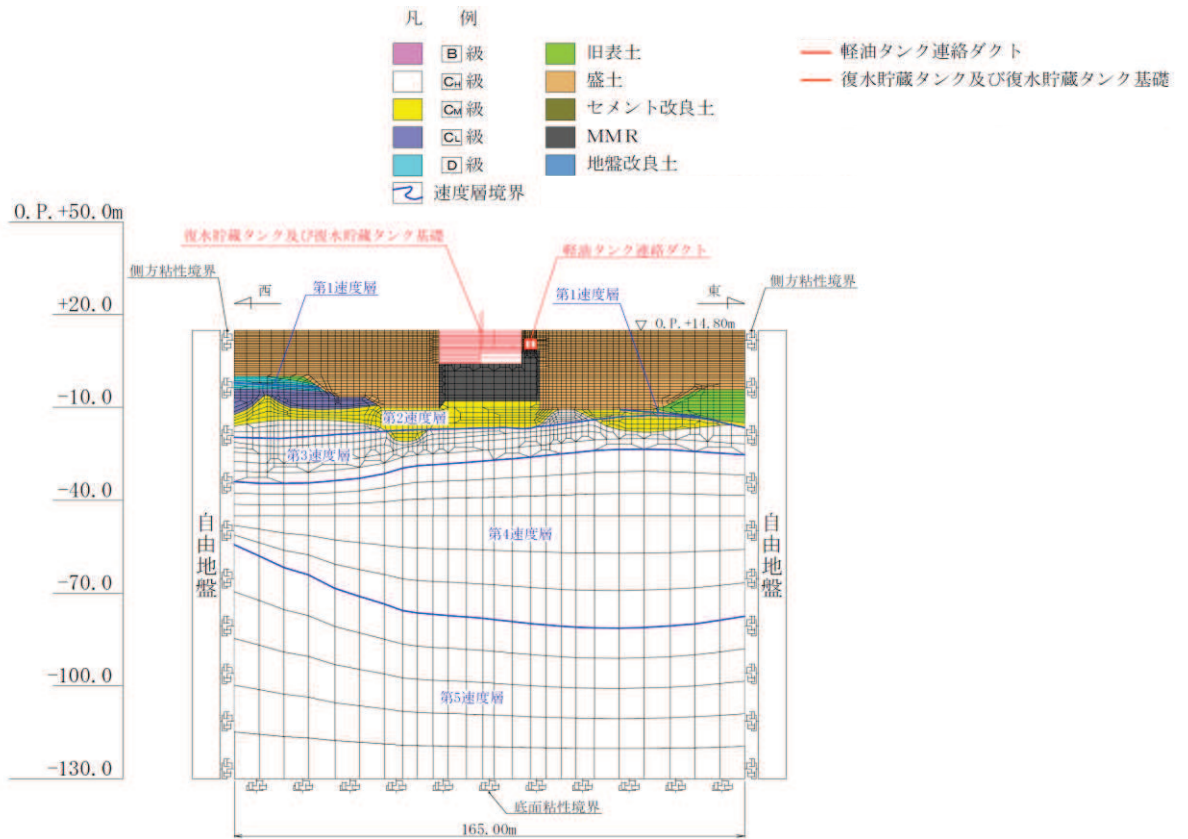 凡 例
B 級
CH 級
CM 級
CL 級
D 級
速度層境界
旧表土
盛土
セメント改良土
MMR
地盤改良土
軽油タンク連絡ダクト
復水貯蔵タンク及び復水貯蔵タンク基礎
O.P.+50.0m
+20.0
-10.0
-40.0
-70.0
-100.0
-130.0
復水貯蔵タンク及び復水貯蔵タンク基礎
軽油タンク連絡ダクト
側方粘性境界
側方粘性境界
第1速度層
第1速度層
西
東
O.P.+14.80m
第2速度層
第3速度層
第4速度層
第5速度層
自由地盤
自由地盤
底面粘性境界
165.00m